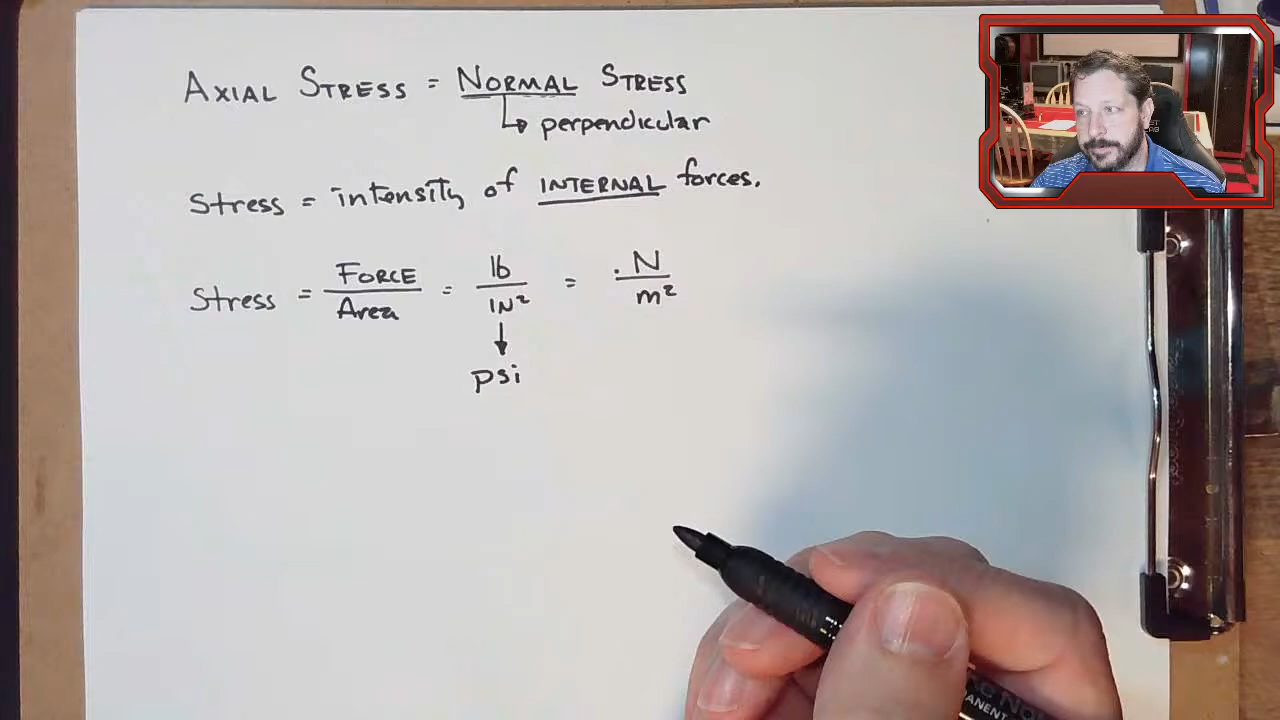 AXIAL STRESS = NORMAL STRESS
↳ perpendicular
Stress = intensity of INTERNAL forces.
Stress = FORCE/Area = lb/IN² = N/m²
↓
psi